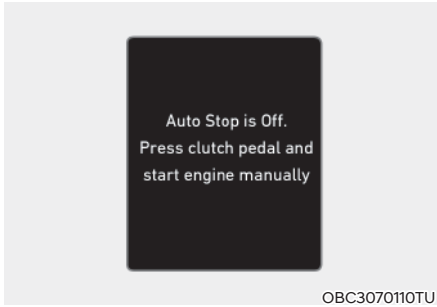 Auto Stop is Off.
Press clutch pedal and
start engine manually
OBC3070110TU